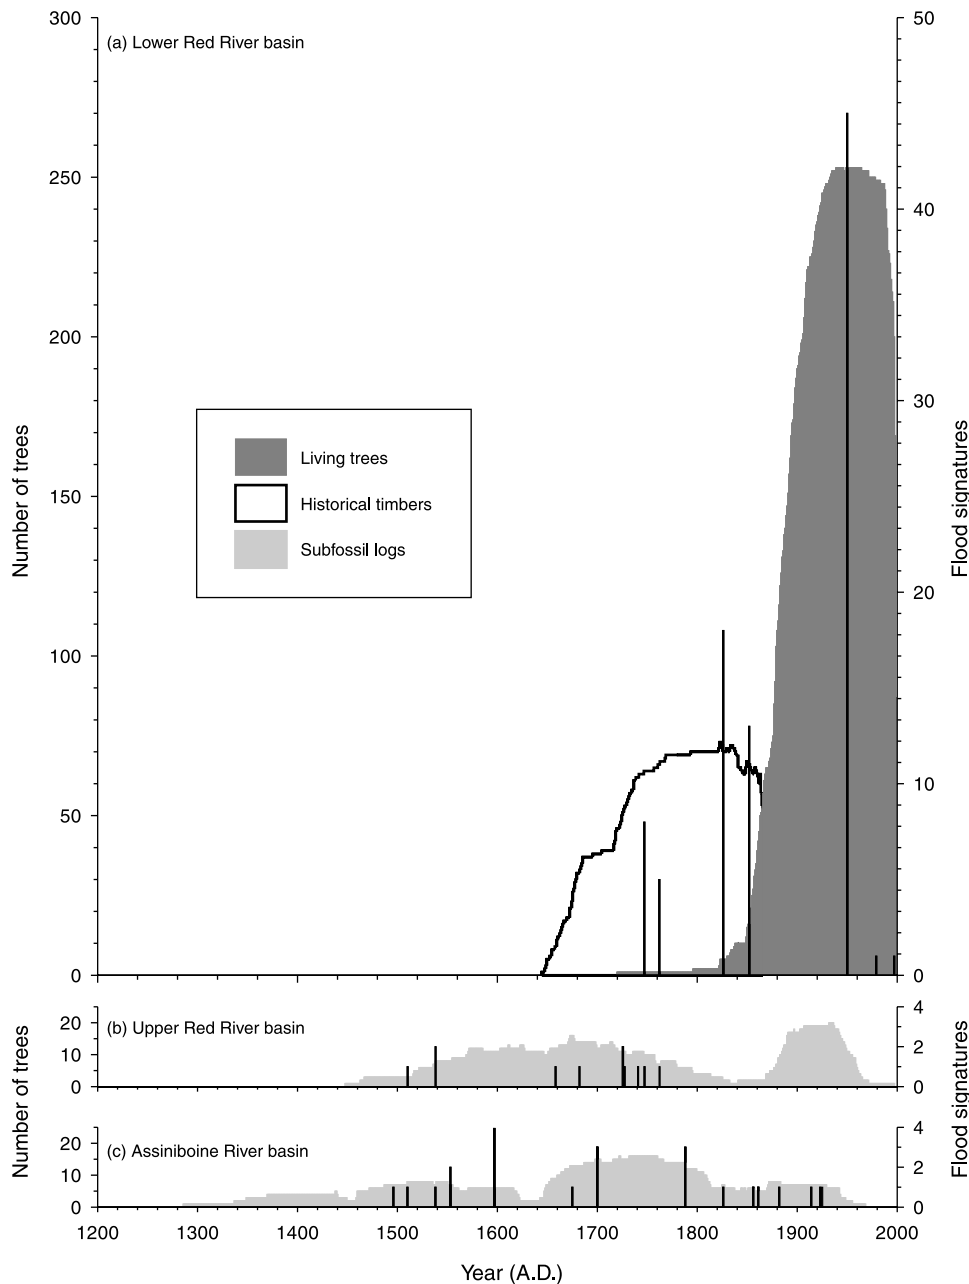 300
50
(a) Lower Red River basin
250
40
200
30
Number of trees
Flood signatures
Living trees
150
Historical timbers
20
Subfossil logs
100
10
50
0
0
Number of trees
Flood signatures
(b) Upper Red River basin
20
10
0
4
2
0
(c) Assiniboine River basin
20
10
0
4
2
0
1200 1300 1400 1500 1600 1700 1800 1900 2000
Year (A.D.)